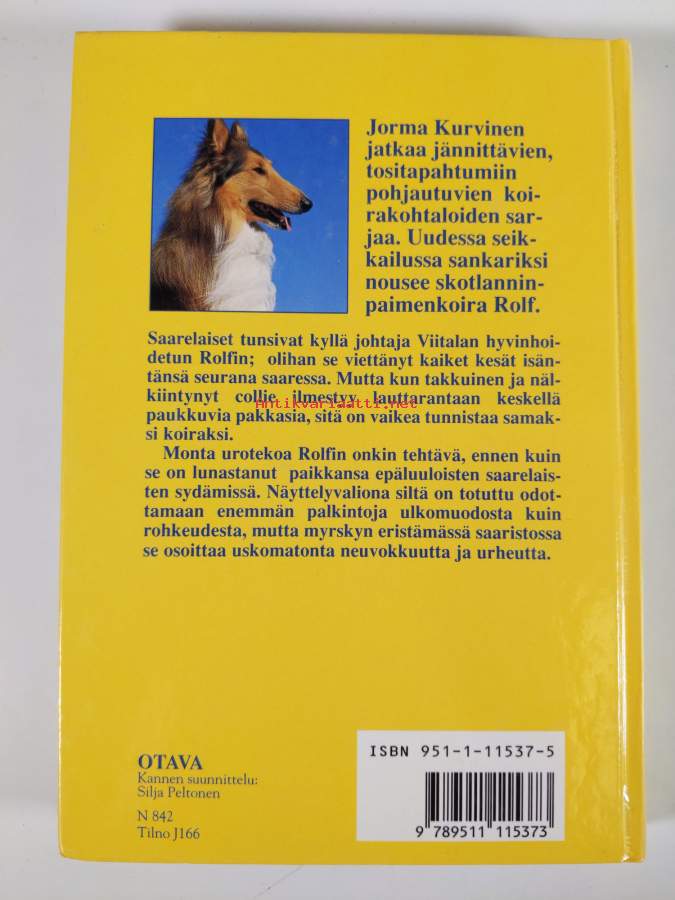 Jorma Kurvinen
jatkaa jännittävien,
tositapahtumiin
pohjautuvien koi-
rakohtaloiden sar-
jaa. Uudessa seik-
kailussa sankariksi
nousee skotlannin-
paimenkoira Rolf.
Saarelaiset tunsivat kyllä johtaja Viitalan hyvinhoi-
detun Rolfin; olihan se viettänyt kaiket kesät isän-
tänsä seurana saaressa. Mutta kun takkuinen ja näl-
kiintynyt collie ilmestyy lauttarantaan keskellä
Antikvariaatti.net
paukkuvia pakkasia, sitä on vaikea tunnistaa samak-
si koiraksi.
Monta urotekoa Rolfin onkin tehtävä, ennen kuin
se on lunastanut paikkansa epäluuloisten saarelais-
ten sydämissä. Näyttelyvaliona siltä on totuttu odot-
tamaan enemmän palkintoja ulkomuodosta kuin
rohkeudesta, mutta myrskyn eristämässä saaristossa
se osoittaa uskomatonta neuvokkuutta ja urheutta.
OTAVA
Kannen suunnittelu:
Silja Peltonen
N 842
Tilno J166
ISBN 951-1-11537-5
9 789511 115373